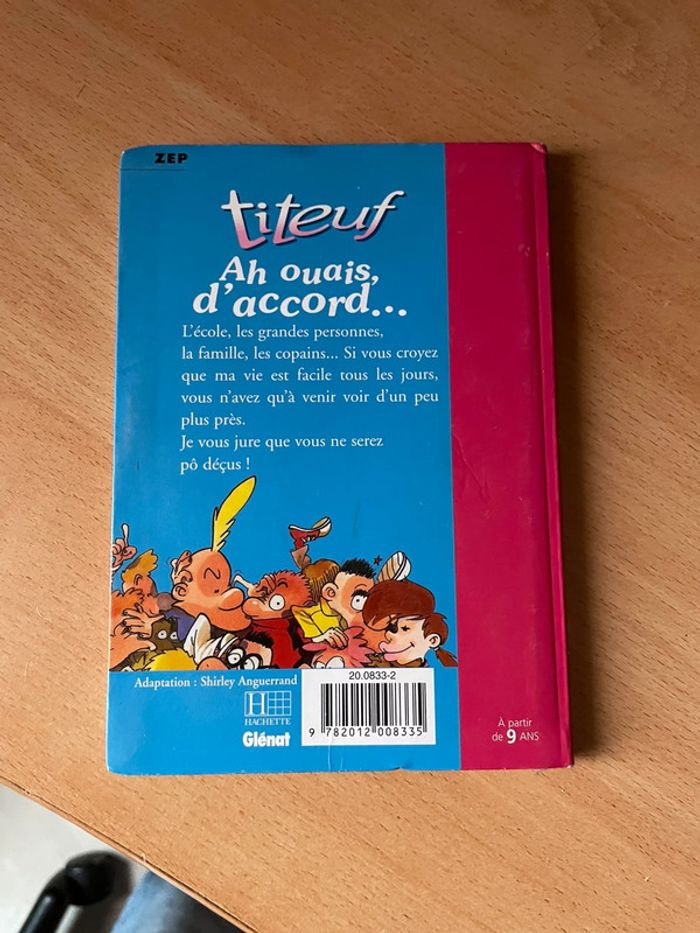 ZEP
titeuf
Ah ouais,
d'accord...
L'école, les grandes personnes,
la famille, les copains... Si vous croyez
que ma vie est facile tous les jours,
vous n'avez qu'à venir voir d'un peu
plus près.
Je vous jure que vous ne serez
pô déçus !
Adaptation : Shirley Anguerrand
H
HACHETTE
Glénat
20.0833-2
9 782012 008335
À partir
de 9 ANS